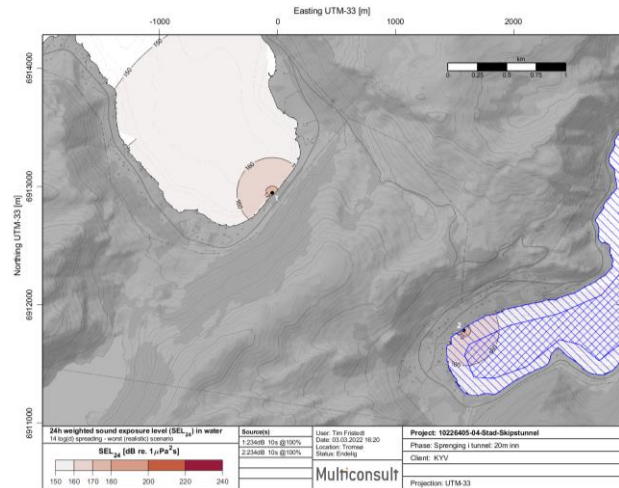 Easting UTM-33 [m]
-1000 0 1000 2000
Northing UTM-33 [m]
6914000
6913000
6912000
6911000
km
0 0.25 0.5 0.75 1
150
150
160
160
1
2
160
24h weighted sound exposure level (SEL24) in water
14 log(d) spreading - worst (realistic) scenario
SEL24 [dB re. 1µPa²s]
150 160 170 180 200 220 240
Source(s)
1:234dB 10s @100%
2:234dB 10s @100%
User: Tim Fristedt
Date: 03.03.2022 16:20
Location: Tromsø
Status: Endelig
Multiconsult
Project: 10226405-04-Stad-Skipstunnel
Phase: Sprenging i tunnel: 20m inn
Client: KYV
Projection: UTM-33